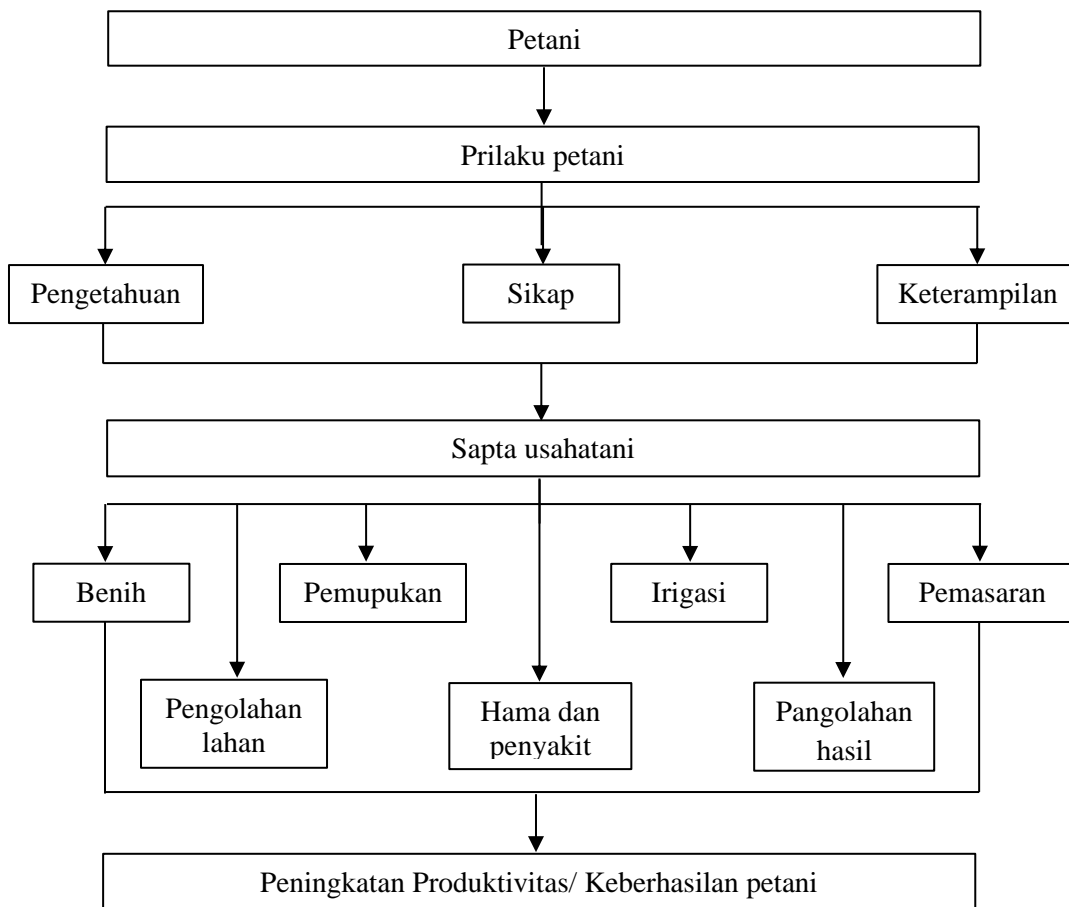 Petani
Prilaku petani
Pengetahuan
Sikap
Keterampilan
Sapta usahatani
Benih
Pemupukan
Irigasi
Pemasaran
Pengolahan
lahan
Hama dan
penyakit
Pangolahan
hasil
Peningkatan Produktivitas/ Keberhasilan petani